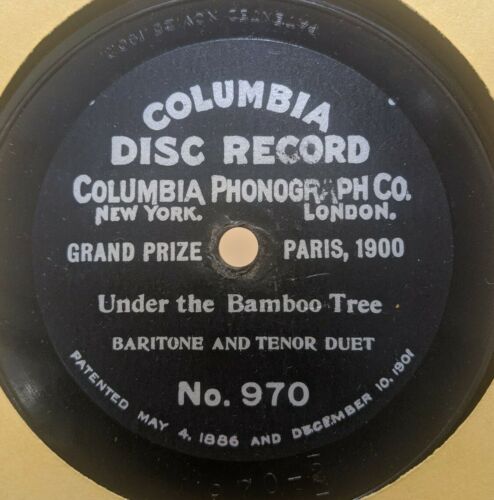 COLUMBIA
DISC RECORD
COLUMBIA PHONOGRAPH CO.
NEW YORK. LONDON.
GRAND PRIZE PARIS, 1900
Under the Bamboo Tree
BARITONE AND TENOR DUET
No. 970
PATENTED MAY 4, 1886 AND DECEMBER 10, 1901